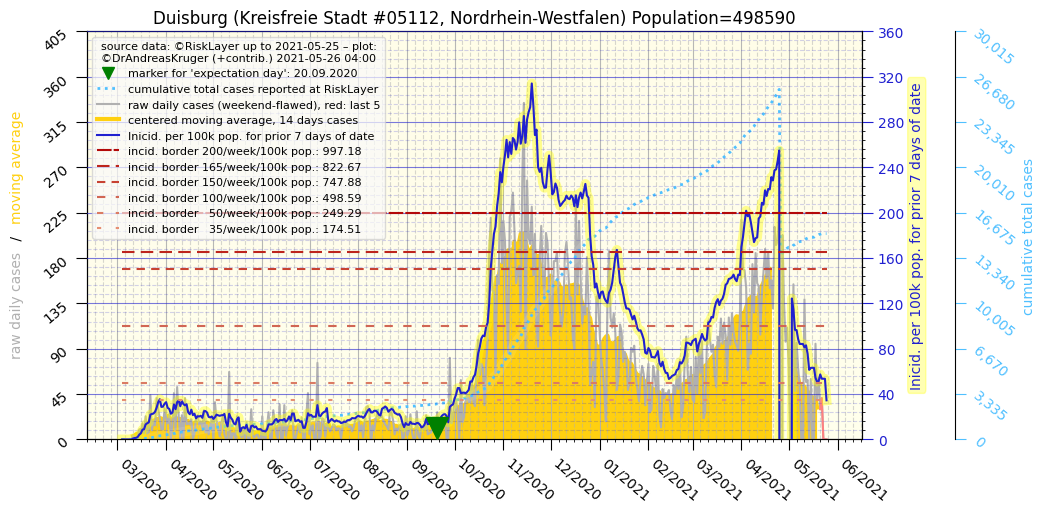 Duisburg (Kreisfreie Stadt #05112, Nordrhein-Westfalen) Population=498590
source data: ©RiskLayer up to 2021-05-25 – plot:
©DrAndreasKruger (+contrib.) 2021-05-26 04:00
marker for 'expectation day': 20.09.2020
cumulative total cases reported at RiskLayer
raw daily cases (weekend-flawed), red: last 5
centered moving average, 14 days cases
Inicid. per 100k pop. for prior 7 days of date
incid. border 200/week/100k pop.: 997.18
incid. border 165/week/100k pop.: 822.67
incid. border 150/week/100k pop.: 747.88
incid. border 100/week/100k pop.: 498.59
incid. border 50/week/100k pop.: 249.29
incid. border 35/week/100k pop.: 174.51
raw daily cases / moving average
405
360
315
270
225
180
135
90
45
0
03/2020
04/2020
05/2020
06/2020
07/2020
08/2020
09/2020
10/2020
11/2020
12/2020
01/2021
02/2021
03/2021
04/2021
05/2021
06/2021
360
320
280
240
200
160
120
80
40
0
Inicid. per 100k pop. for prior 7 days of date
30,015
26,680
23,345
20,010
16,675
13,340
10,005
6,670
3,335
0
cumulative total cases